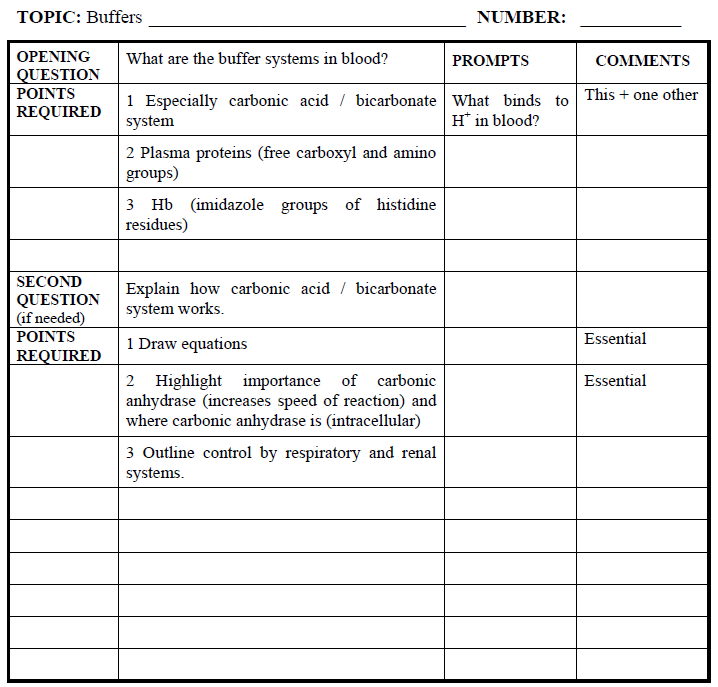 TOPIC: Buffers ___________________________________ NUMBER: ___________
OPENING QUESTION What are the buffer systems in blood? PROMPTS COMMENTS
POINTS REQUIRED 1 Especially carbonic acid / bicarbonate system What binds to H+ in blood? This + one other
2 Plasma proteins (free carboxyl and amino groups)
3 Hb (imidazole groups of histidine residues)
SECOND QUESTION (if needed) Explain how carbonic acid / bicarbonate system works.
POINTS REQUIRED 1 Draw equations Essential
2 Highlight importance of carbonic anhydrase (increases speed of reaction) and where carbonic anhydrase is (intracellular) Essential
3 Outline control by respiratory and renal systems.